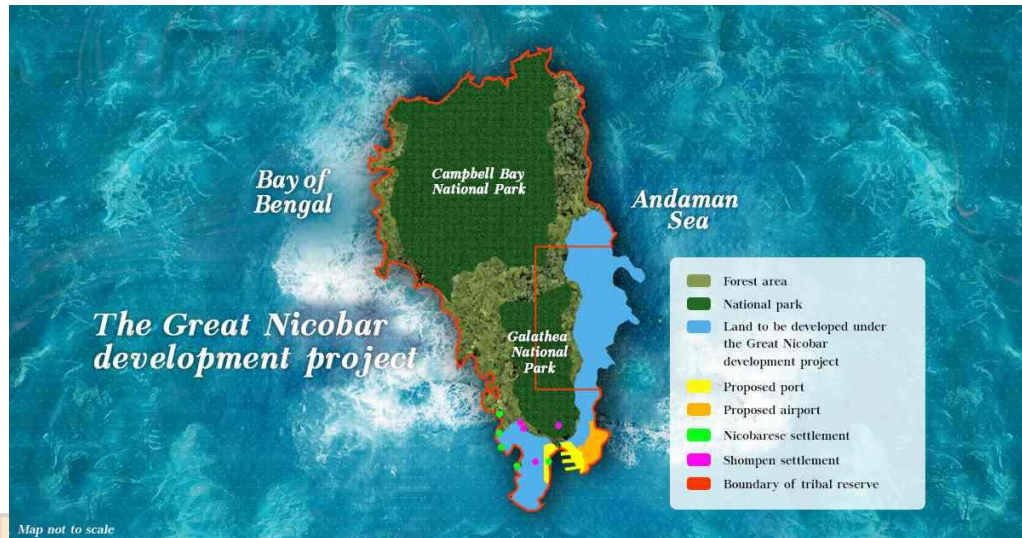 Campbell Bay
National Park
Bay of
Bengal
Andaman
Sea
The Great Nicobar
development project
Galathea
National
Park
Forest area
National park
Land to be developed under
the Great Nicobar
development project
Proposed port
Proposed airport
Nicobarese settlement
Shompen settlement
Boundary of tribal reserve
Map not to scale